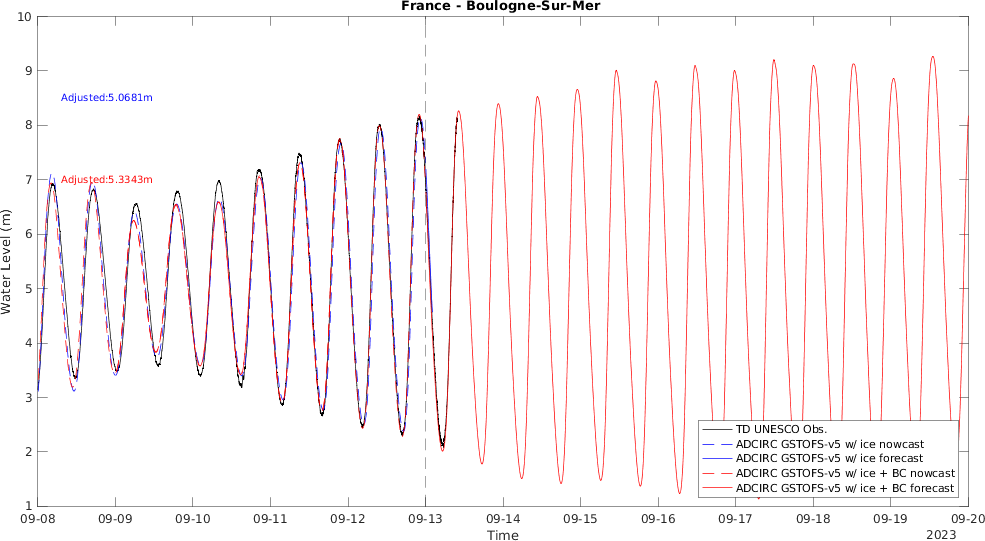 France - Boulogne-Sur-Mer
10
9
8
7
6
5
4
3
2
1
Water Level (m)
Adjusted:5.0681m
Adjusted:5.3343m
TD UNESCO Obs.
ADCIRC GSTOFS-v5 w/ ice nowcast
ADCIRC GSTOFS-v5 w/ ice forecast
ADCIRC GSTOFS-v5 w/ ice + BC nowcast
ADCIRC GSTOFS-v5 w/ ice + BC forecast
09-08 09-09 09-10 09-11 09-12 09-13 09-14 09-15 09-16 09-17 09-18 09-19 09-20
Time
2023